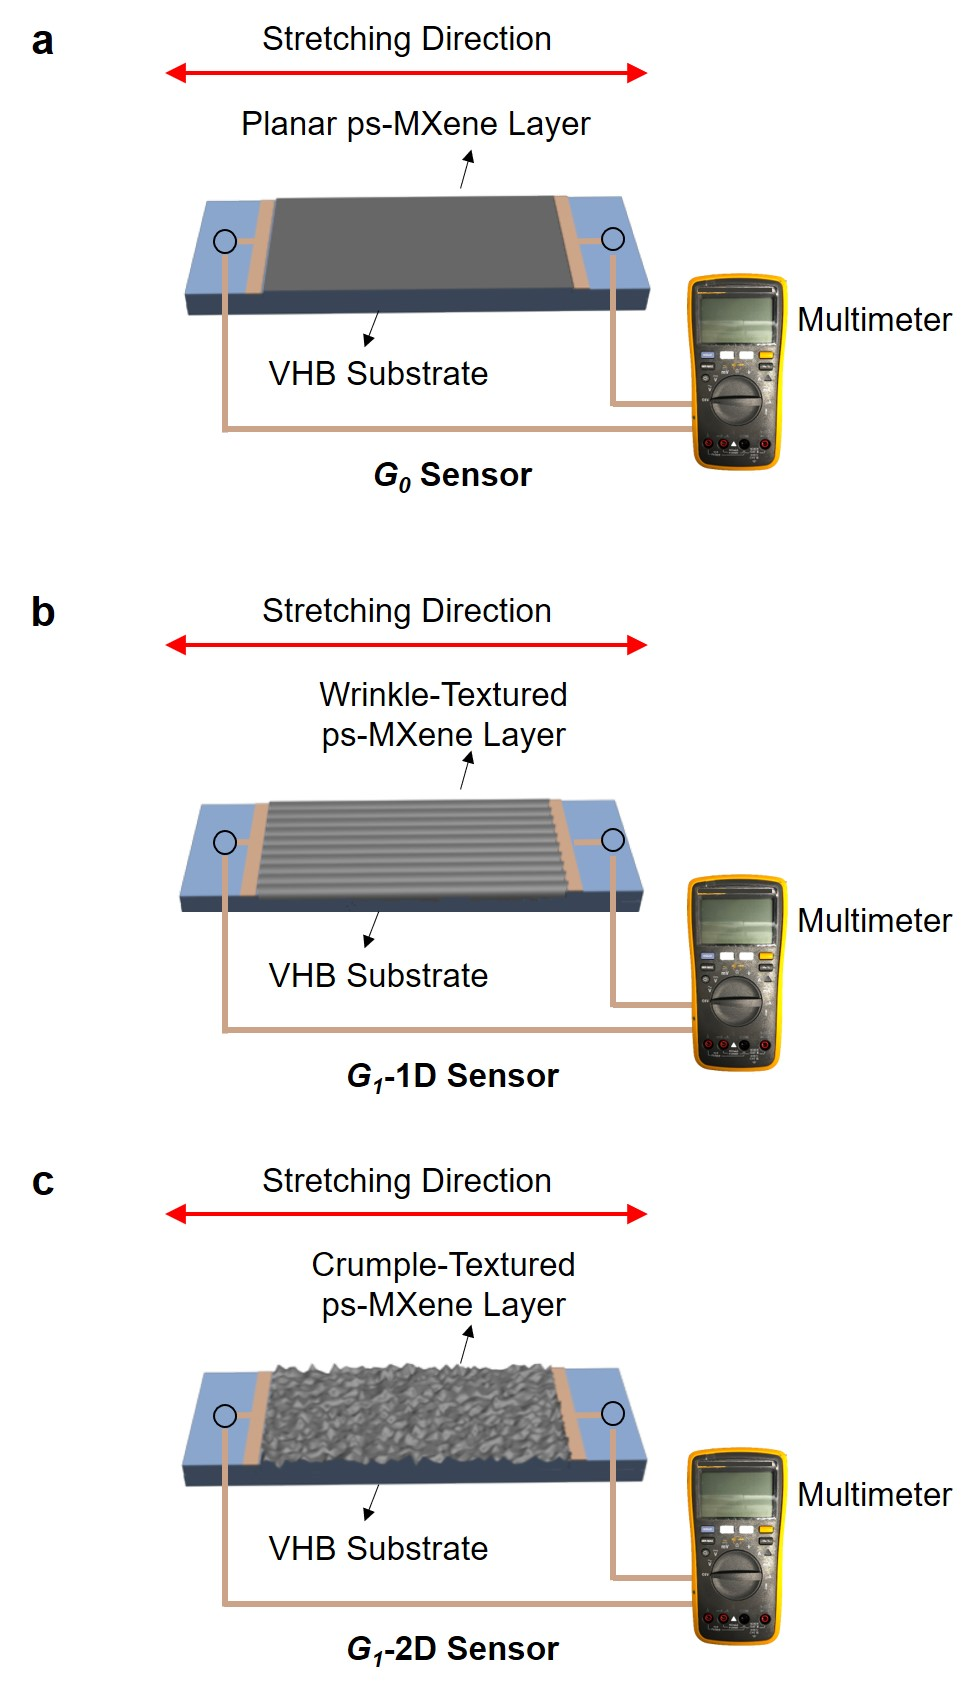 a
Stretching Direction
Planar ps-MXene Layer
Multimeter
VHB Substrate
G0 Sensor
b
Stretching Direction
Wrinkle-Textured
ps-MXene Layer
Multimeter
VHB Substrate
G1-1D Sensor
c
Stretching Direction
Crumple-Textured
ps-MXene Layer
Multimeter
VHB Substrate
G1-2D Sensor